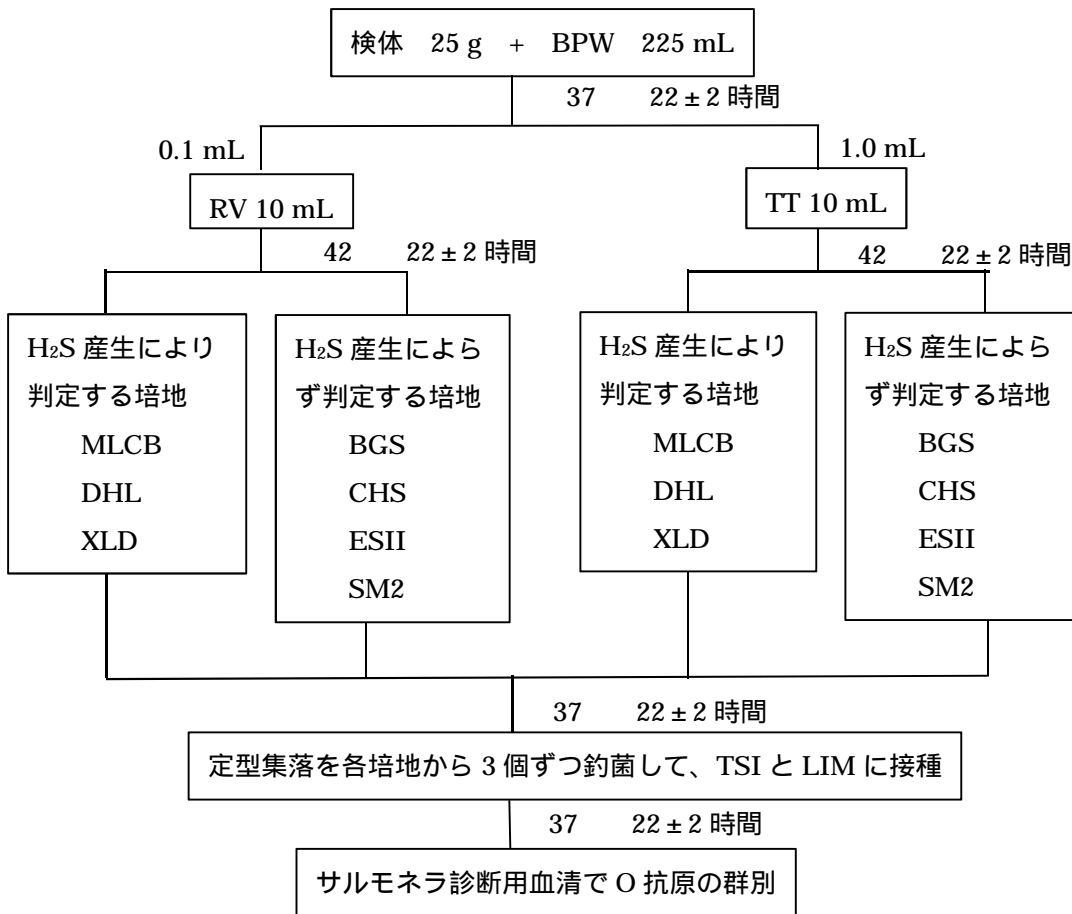 検体 25 g + BPW 225 mL
37 22 ± 2 時間
0.1 mL
1.0 mL
RV 10 mL
TT 10 mL
42 22 ± 2 時間
42 22 ± 2 時間
H₂S 産生により
判定する培地
MLCB
DHL
XLD
H₂S 産生によら
ず判定する培地
BGS
CHS
ESII
SM2
H₂S 産生により
判定する培地
MLCB
DHL
XLD
H₂S 産生によら
ず判定する培地
BGS
CHS
ESII
SM2
37 22 ± 2 時間
定型集落を各培地から 3 個ずつ釣菌して、TSI と LIM に接種
37 22 ± 2 時間
サルモネラ診断用血清で O 抗原の群別